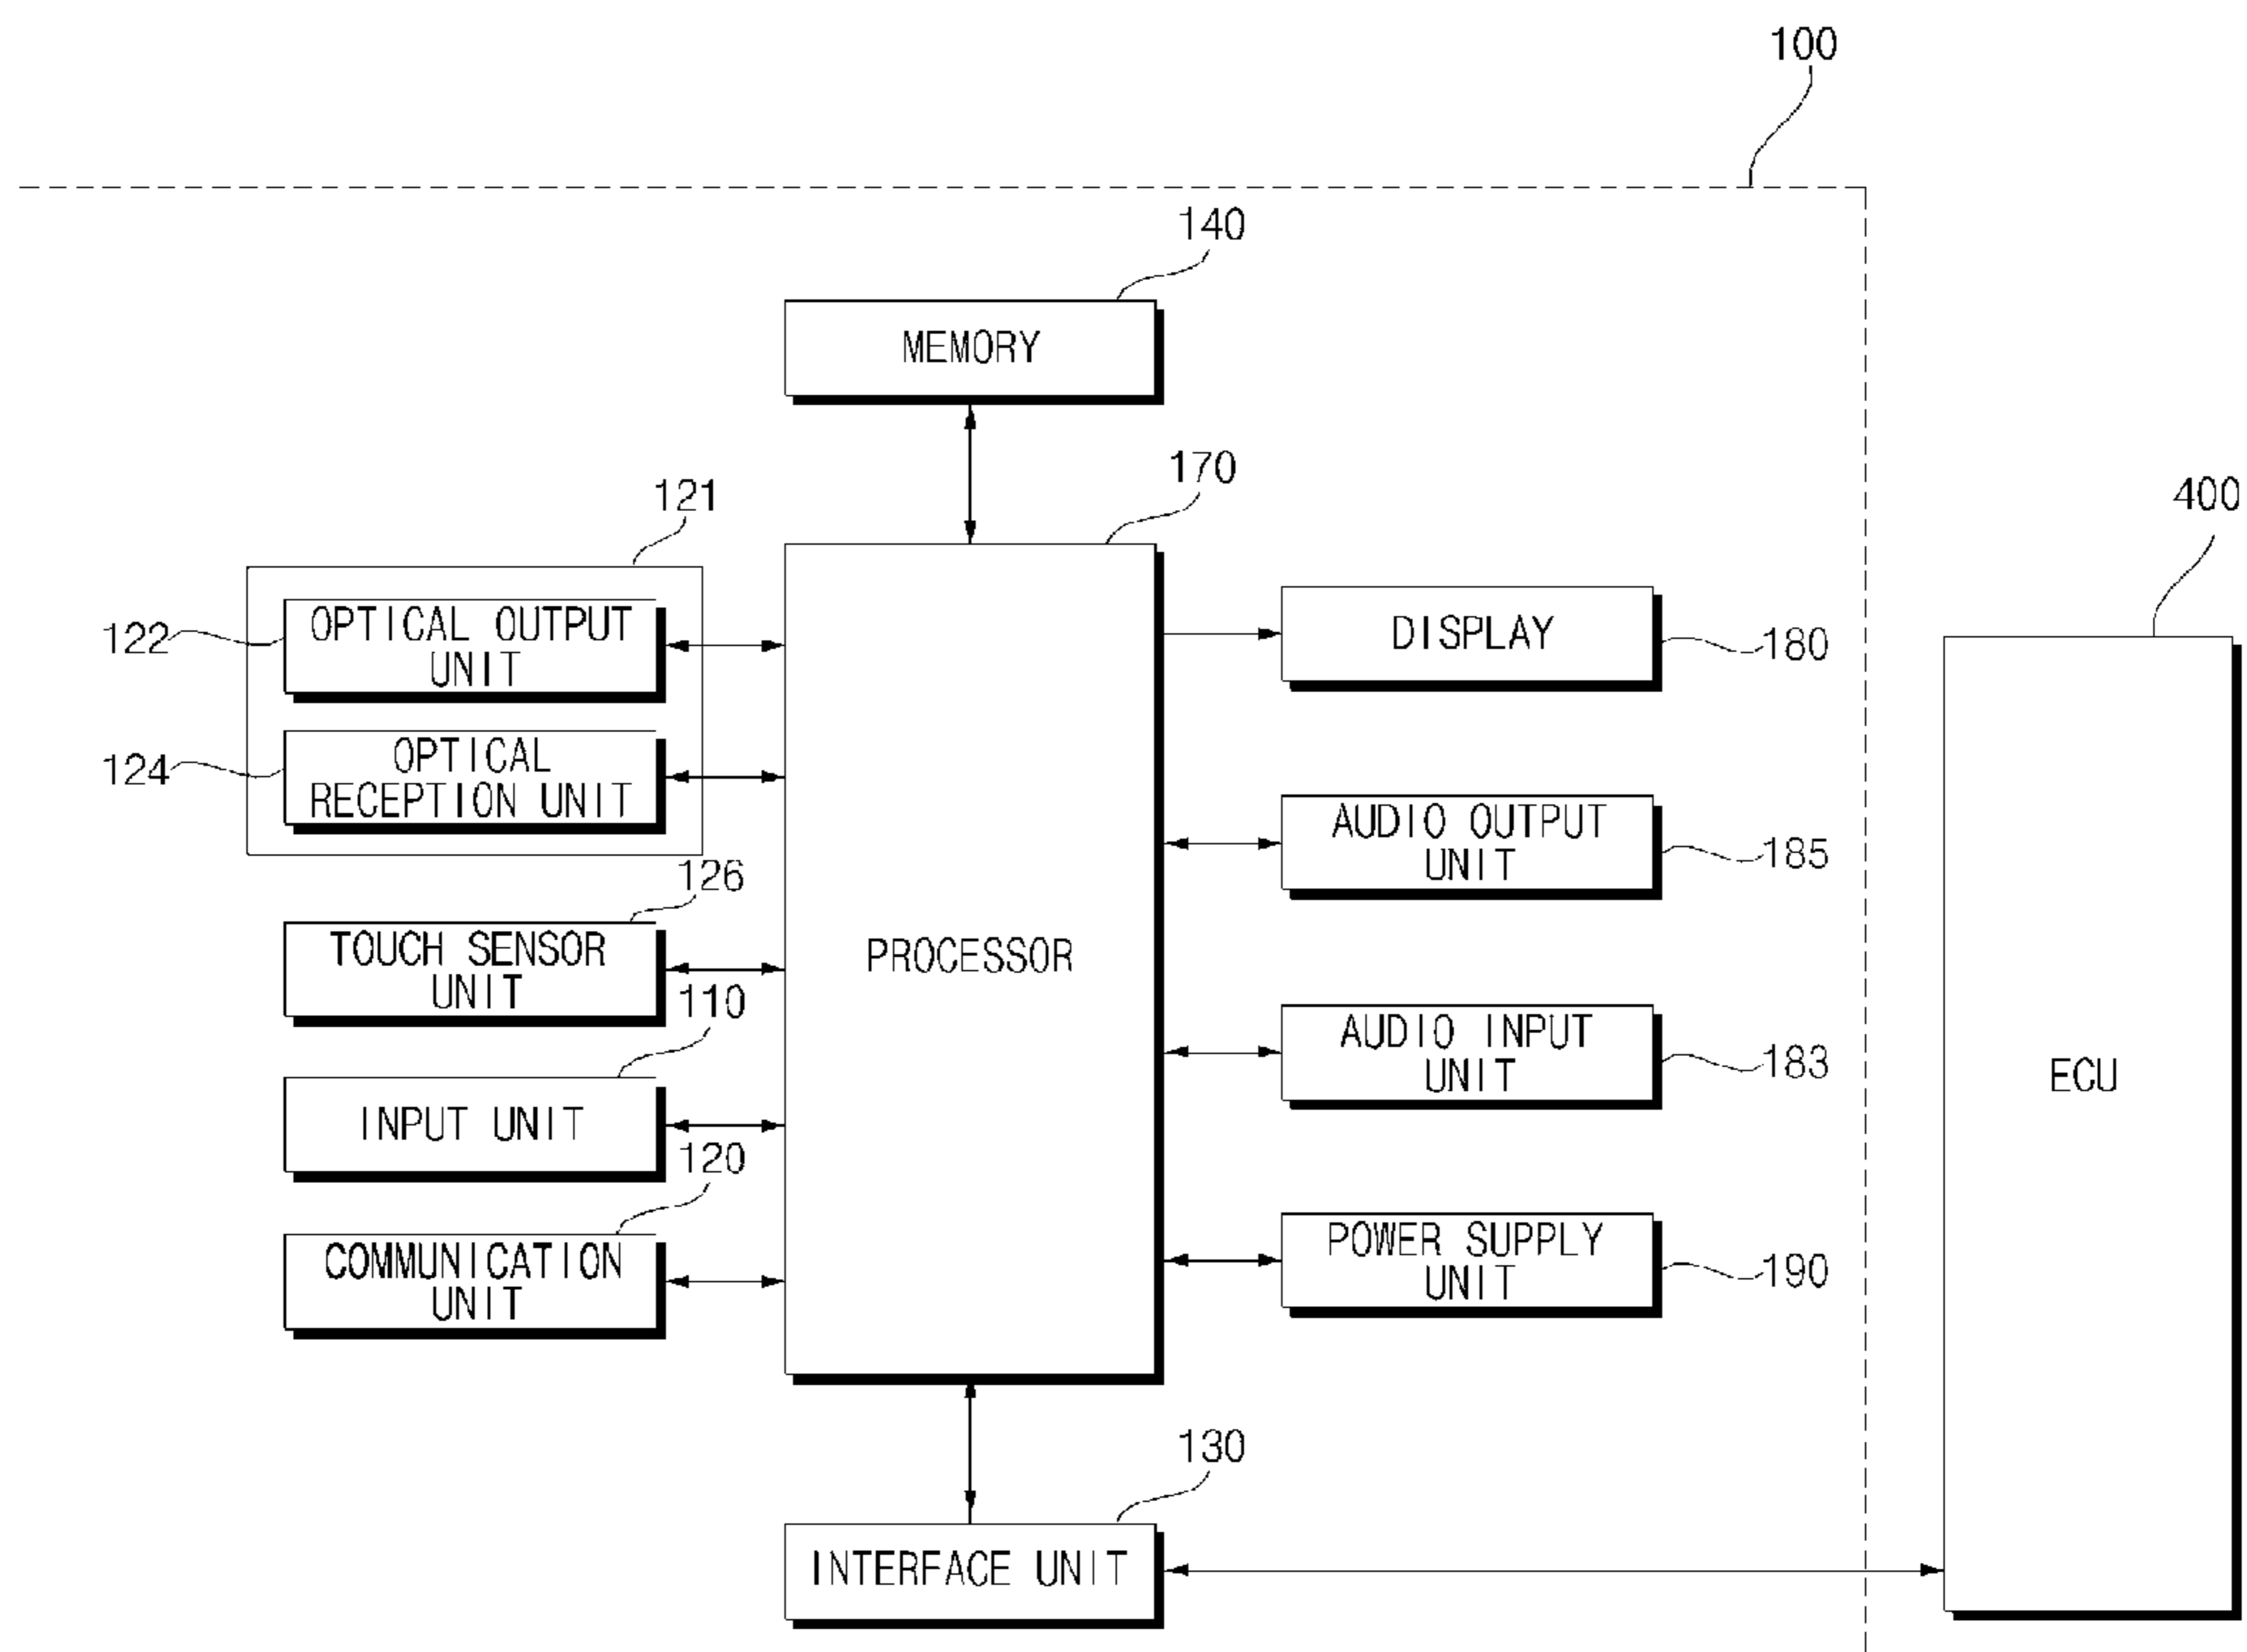 100
140
MEMORY
170
121
400
122
OPTICAL OUTPUT
UNIT
DISPLAY
180
124
OPTICAL
RECEPTION UNIT
AUDIO OUTPUT
UNIT
185
126
TOUCH SENSOR
UNIT
PROCESSOR
110
AUDIO INPUT
UNIT
183
ECU
INPUT UNIT
120
COMMUNICATION
UNIT
POWER SUPPLY
UNIT
190
130
INTERFACE UNIT